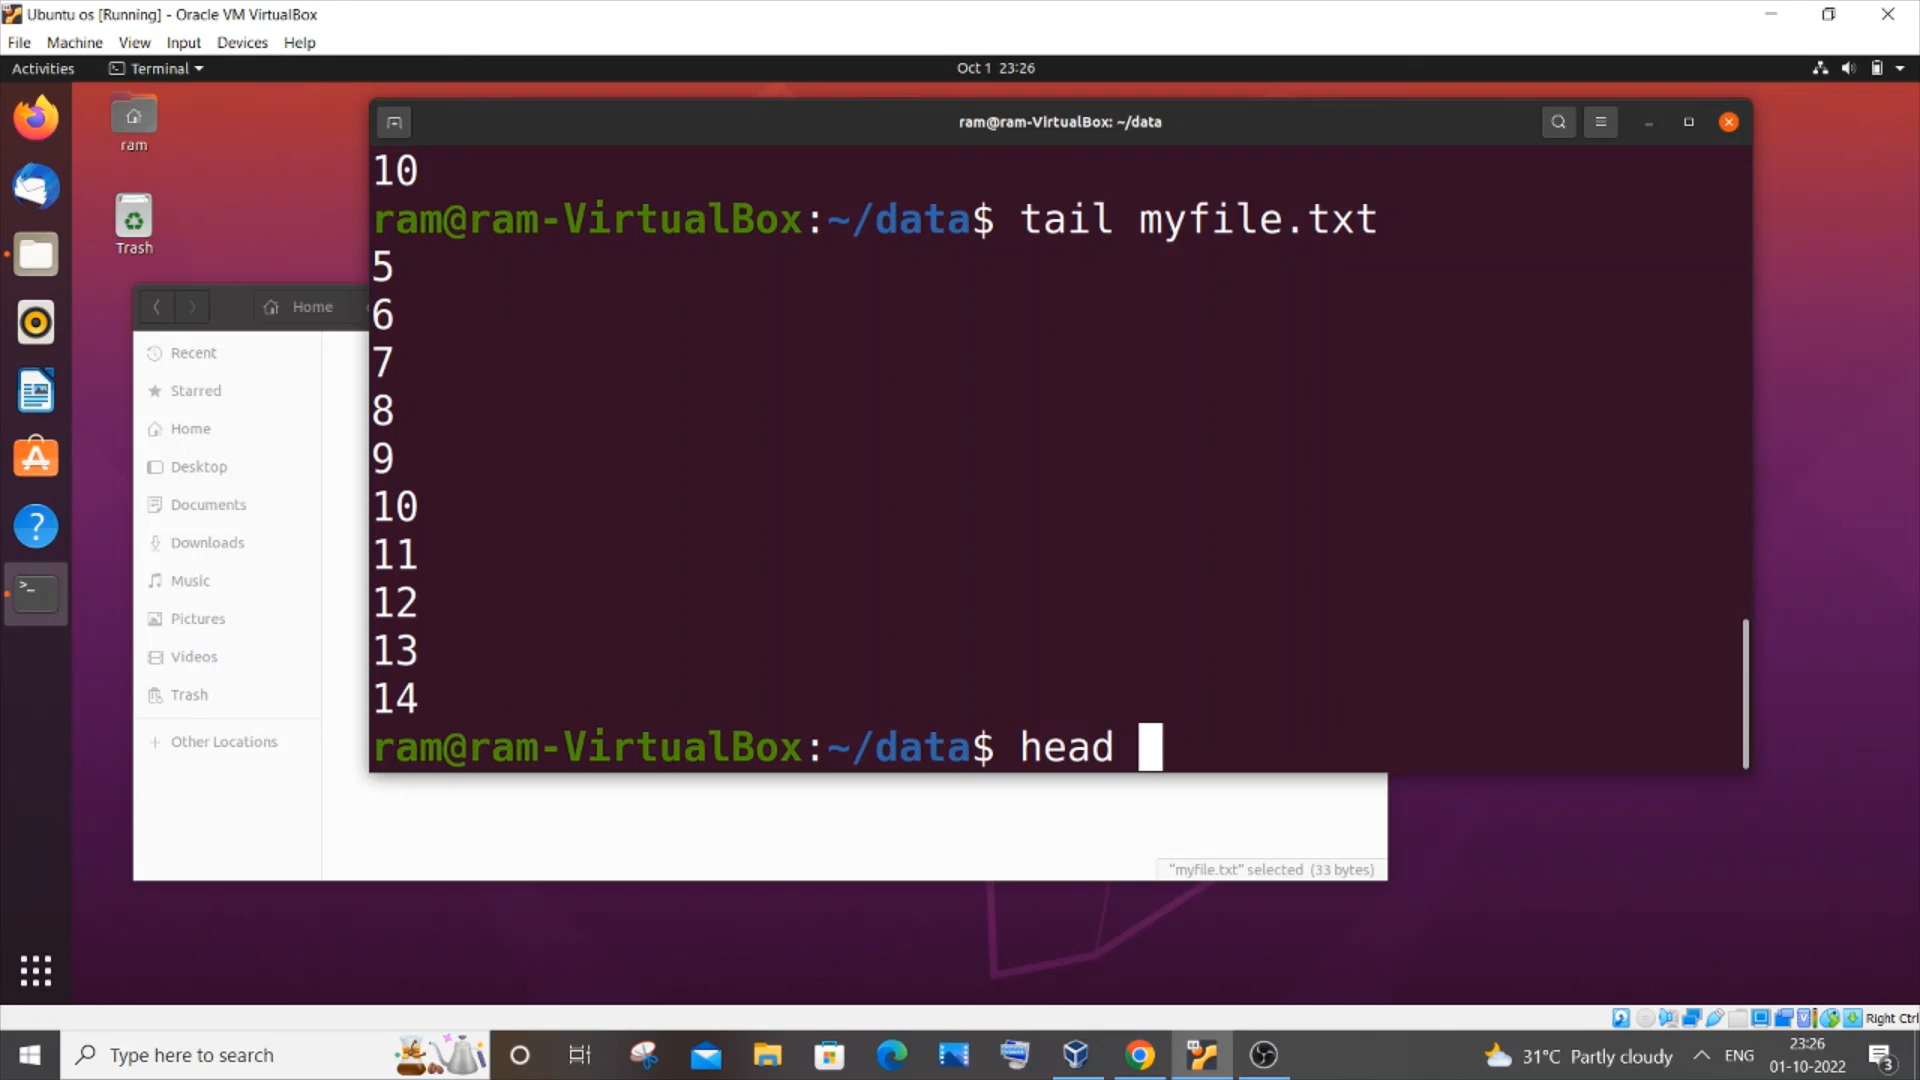 Ubuntu os [Running] - Oracle VM VirtualBox
File Machine View Input Devices Help
Activities Terminal Oct 1 23:26
ram
Trash
ram@ram-VirtualBox: ~/data
10
ram@ram-VirtualBox:~/data$ tail myfile.txt
5
6
7
8
9
10
11
12
13
14
ram@ram-VirtualBox:~/data$ head
Home
Recent
Starred
Home
Desktop
Documents
Downloads
Music
Pictures
Videos
Trash
+ Other Locations
"myfile.txt" selected (33 bytes)
Right Ctrl
Type here to search
31°C Partly cloudy
ENG
23:26
01-10-2022
3